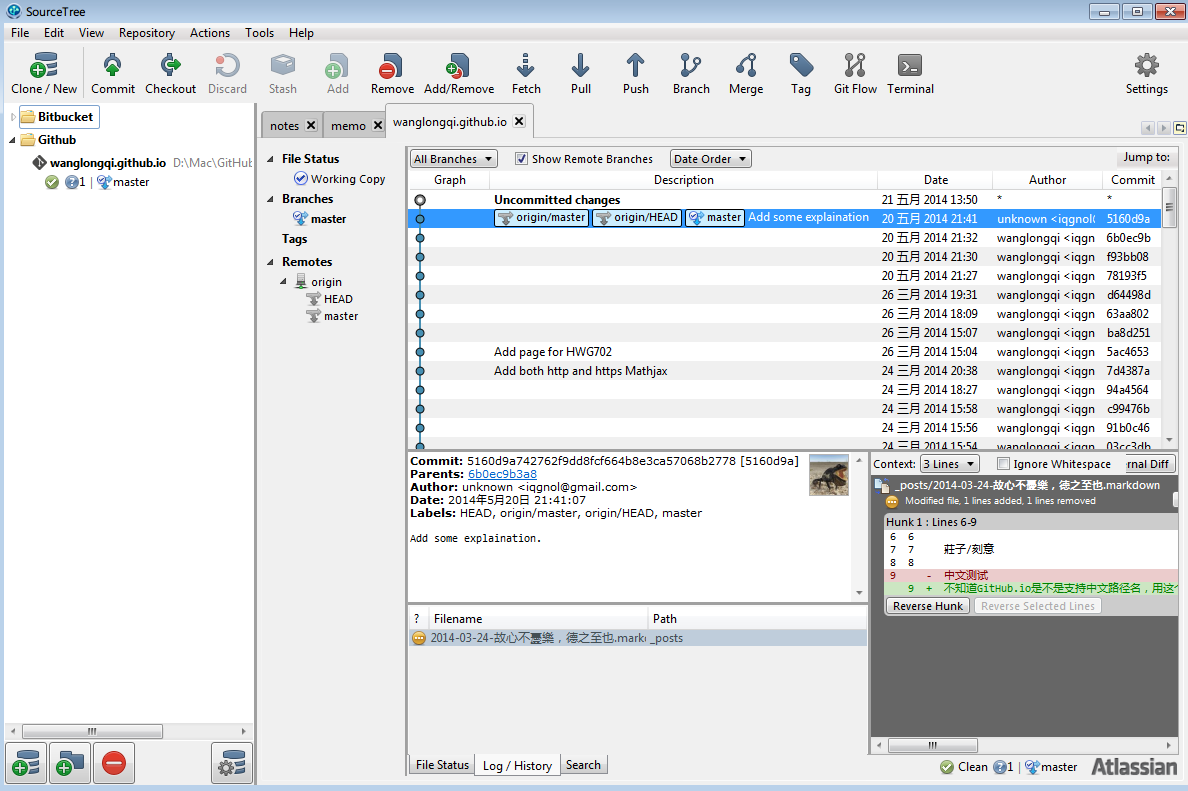 SourceTree
File Edit View Repository Actions Tools Help
Clone / New Commit Checkout Discard Stash Add Remove Add/Remove Fetch Pull Push Branch Merge Tag Git Flow Terminal Settings
Bitbucket
Github
wanglongqi.github.io D:\Mac\GitHub
1 | master
notes memo wanglongqi.github.io
File Status
Working Copy
Branches
master
Tags
Remotes
origin
HEAD
master
All Branches Show Remote Branches Date Order Jump to:
Graph Description Date Author Commit
Uncommitted changes 21 五月 2014 13:50 * *
origin/master origin/HEAD master Add some explaination 20 五月 2014 21:41 unknown <iqgnol( 5160d9a
20 五月 2014 21:32 wanglongqi <iqgn 6b0ec9b
20 五月 2014 21:30 wanglongqi <iqgn f93bb08
20 五月 2014 21:27 wanglongqi <iqgn 78193f5
26 三月 2014 19:31 wanglongqi <iqgn d64498d
26 三月 2014 18:09 wanglongqi <iqgn 63aa802
26 三月 2014 15:07 wanglongqi <iqgn ba8d251
Add page for HWG702 26 三月 2014 15:04 wanglongqi <iqgn 5ac4653
Add both http and https Mathjax 24 三月 2014 20:38 wanglongqi <iqgn 7d4387a
24 三月 2014 18:27 wanglongqi <iqgn 94a4564
24 三月 2014 15:58 wanglongqi <iqgn c99476b
24 三月 2014 15:56 wanglongqi <iqgn 91b0c46
24 三月 2014 15:54 wanglongqi <iqgn 03cc3db
Commit: 5160d9a742762f9dd8fcf664b8e3ca57068b2778 [5160d9a]
Parents: 6b0ec9b3a8
Author: unknown <iqgnol@gmail.com>
Date: 2014年5月20日 21:41:07
Labels: HEAD, origin/master, origin/HEAD, master
Add some explaination.
? Filename Path
2014-03-24-故心不憂樂，德之至也.mark _posts
File Status Log / History Search
Context: 3 Lines Ignore Whitespace rnal Diff
_posts/2014-03-24-故心不憂樂，德之至也.markdown
Modified file, 1 lines added, 1 lines removed
Hunk 1 : Lines 6-9
6 6
7 7 莊子/刻意
8 8
9 - 中文测试
9 + 不知道GitHub.io是不是支持中文路径名，用这个
Reverse Hunk Reverse Selected Lines
Clean 1 | master Atlassian